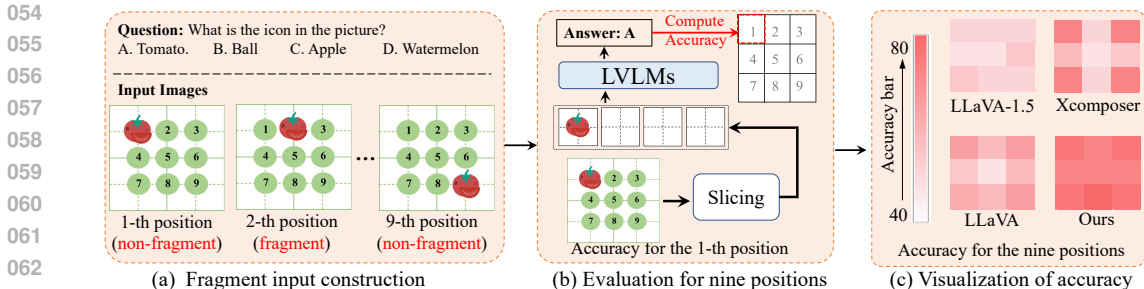 054
055
056
057
058
059
060
061
062
Question: What is the icon in the picture?
A. Tomato. B. Ball C. Apple D. Watermelon
Input Images
2 3
4 5 6
7 8 9
1 3
4 5 6
7 8 9
...
1 2 3
4 5 6
7 8
1-th position
(non-fragment)
2-th position
(fragment)
9-th position
(non-fragment)
(a) Fragment input construction
Answer: A
Compute
Accuracy
1 2 3
4 5 6
7 8 9
LVLMs
2 3
4 5 6
7 8 9
Slicing
Accuracy for the 1-th position
(b) Evaluation for nine positions
80
Accuracy bar
40
LLaVA-1.5
Xcomposer
LLaVA
Ours
Accuracy for the nine positions
(c) Visualization of accuracy